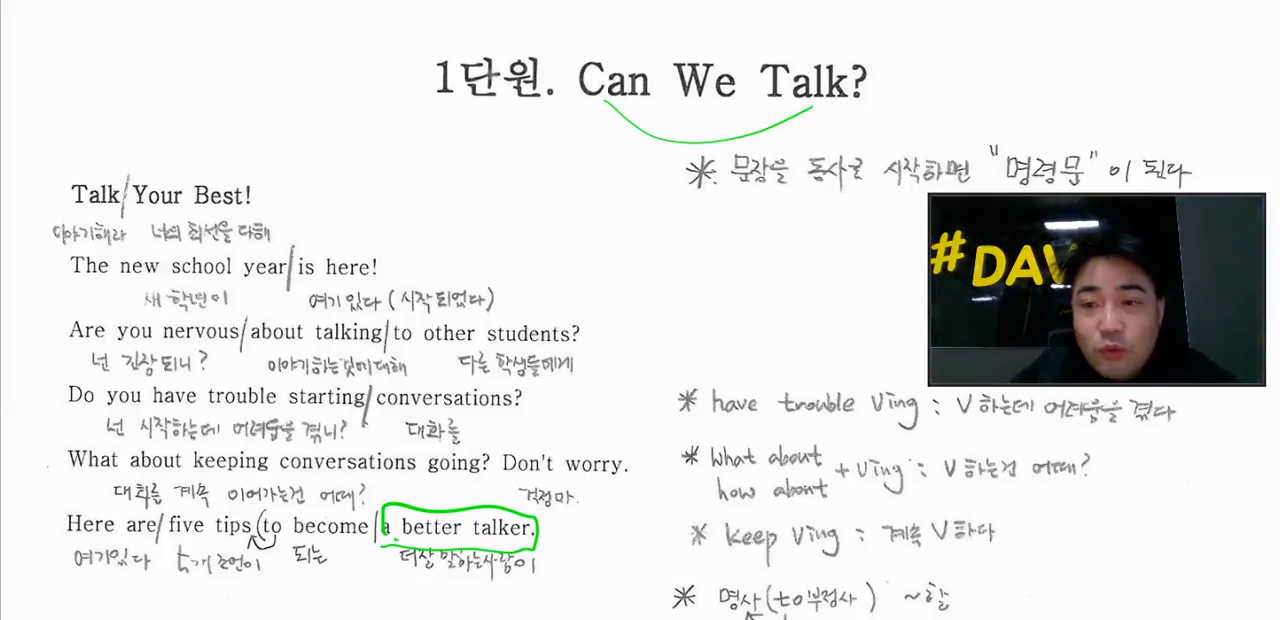 1단원. Can We Talk?
* 문장을 동사로 시작하면 "명령문"이 된다
Talk/Your Best!
이야기해라 너의 최선을 다해
The new school year/is here!
새 학년이 여기 있다 (시작되었다)
Are you nervous/about talking/to other students?
넌 긴장되니? 이야기하는것에 대해 다른 학생들에게
Do you have trouble starting/conversations?
넌 시작하는데 어려움을 겪니? 대화를
What about keeping conversations going? Don't worry.
대화를 계속 이어가는건 어때? 걱정마.
Here are/five tips (to become/a better talker.
여기있다 5개 조언이 되는 더잘 말하는사람이
#DAV
* have trouble Ving : V하는데 어려움을 겪다
* What about
how about + Ving : V하는건 어때?
* keep Ving : 계속 V하다
* 명사(to부정사) ~할